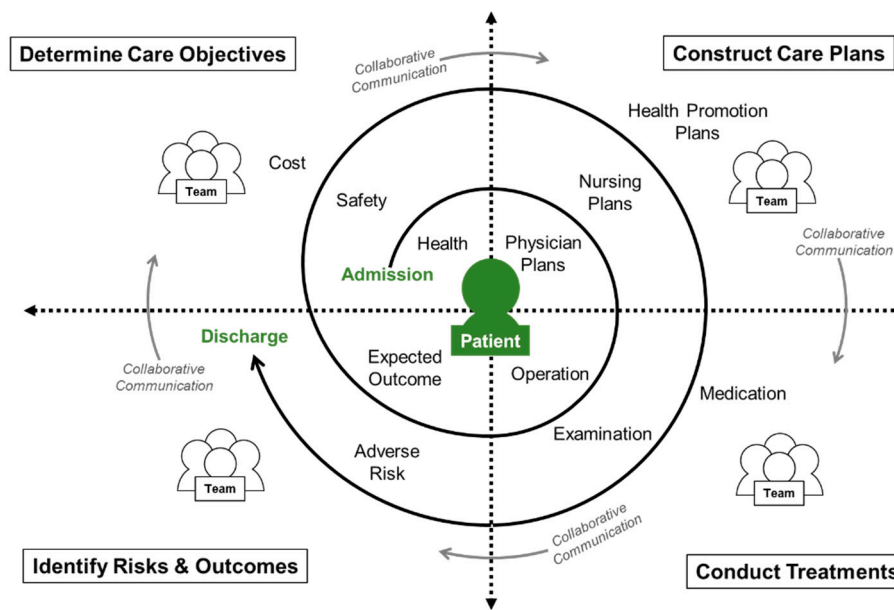 Determine Care Objectives
Construct Care Plans
Collaborative
Communication
Health Promotion
Plans
Team
Cost
Team
Safety
Nursing
Plans
Health
Physician
Plans
Admission
Collaborative
Communication
Discharge
Patient
Collaborative
Communication
Expected
Outcome
Operation
Medication
Examination
Adverse
Risk
Team
Team
Collaborative
Communication
Identify Risks & Outcomes
Conduct Treatments